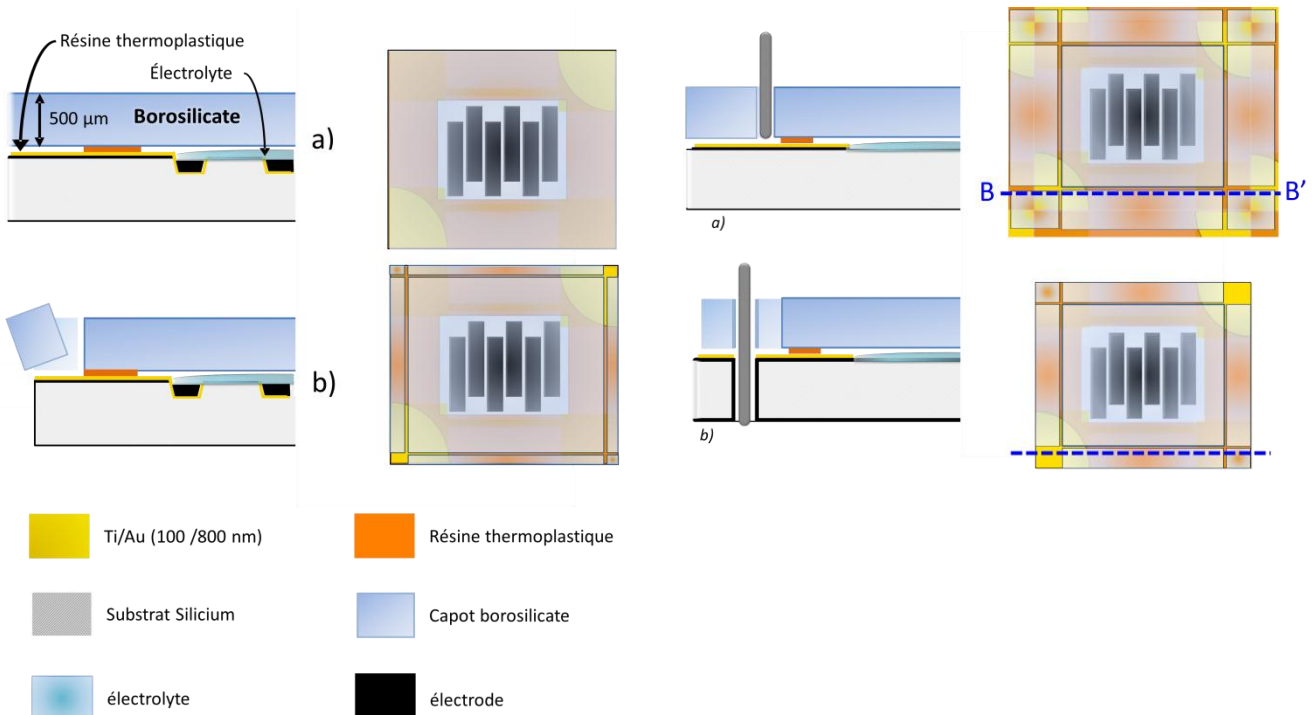 Résine thermoplastique
Électrolyte
500 µm
Borosilicate
a)
b)
a)
B
B’
b)
Ti/Au (100 /800 nm)
Résine thermoplastique
Substrat Silicium
Capot borosilicate
électrolyte
électrode